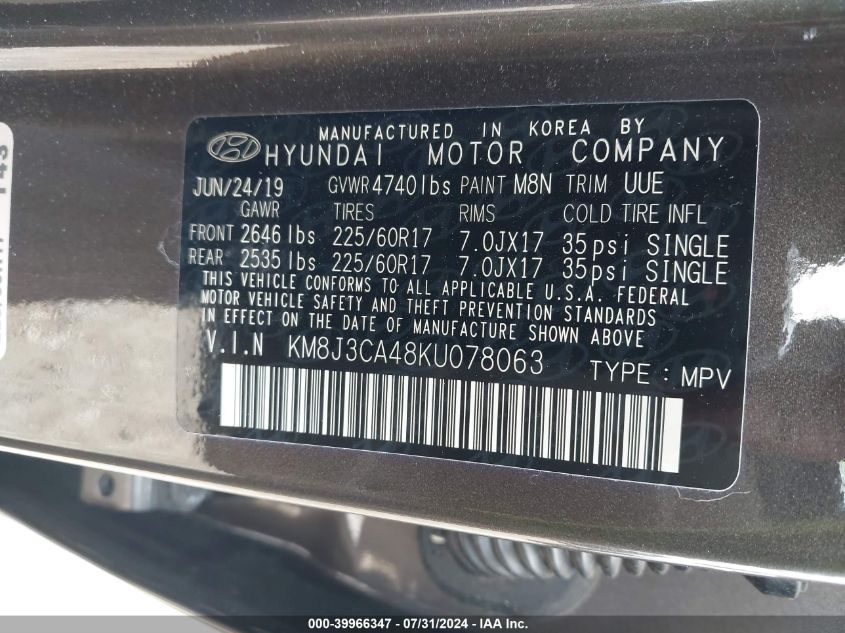 MANUFACTURED IN KOREA BY
HYUNDAI MOTOR COMPANY
JUN/24/19 GVWR 4740 lbs PAINT M8N TRIM UUE
GAWR TIRES RIMS COLD TIRE INFL
FRONT 2646 lbs 225/60R17 7.0JX17 35psi SINGLE
REAR 2535 lbs 225/60R17 7.0JX17 35psi SINGLE
THIS VEHICLE CONFORMS TO ALL APPLICABLE U.S.A. FEDERAL
MOTOR VEHICLE SAFETY AND THEFT PREVENTION STANDARDS
IN EFFECT ON THE DATE OF MANUFACTURE SHOWN ABOVE
V.I.N KM8J3CA48KU078063 TYPE : MPV
000-39966347 / 07/31/2024 - IAA Inc.